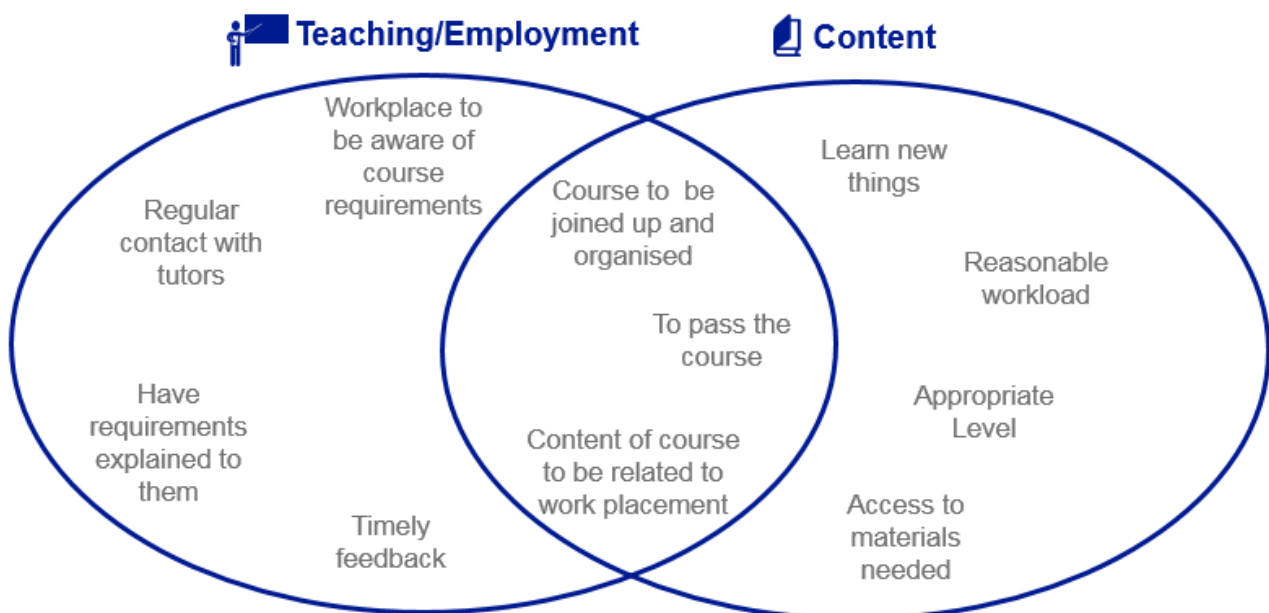 Teaching/Employment
Content
Workplace to
be aware of
course
requirements
Regular
contact with
tutors
Have
requirements
explained to
them
Timely
feedback
Course to be
joined up and
organised
To pass the
course
Content of course
to be related to
work placement
Learn new
things
Reasonable
workload
Appropriate
Level
Access to
materials
needed